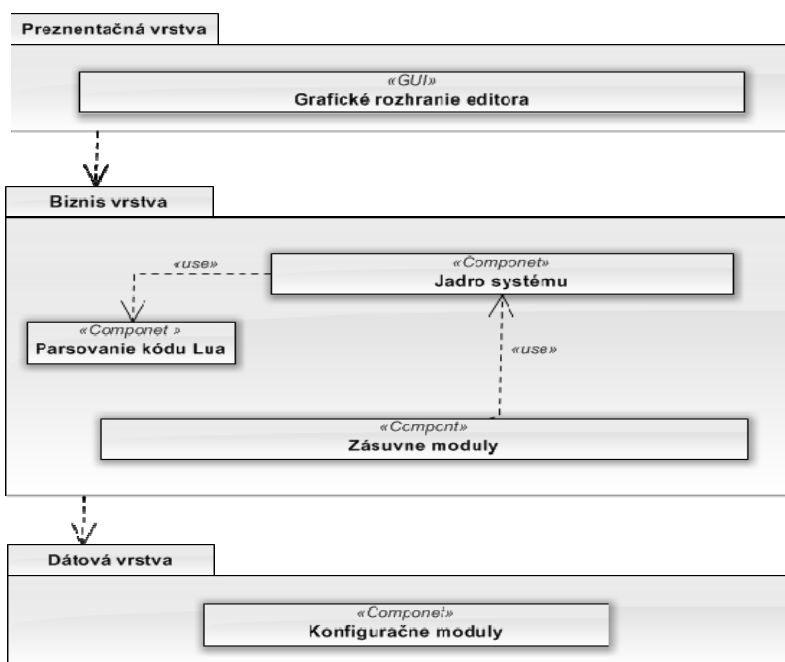 Preznentačná vrstva
«GUI»
Grafické rozhranie editora
Biznis vrstva
«use»
«Componet»
Jadro systému
«Componet »
Parsovanie kódu Lua
«use»
«Compcnt»
Zásuvne moduly
Dátová vrstva
«Componet»
Konfiguračne moduly